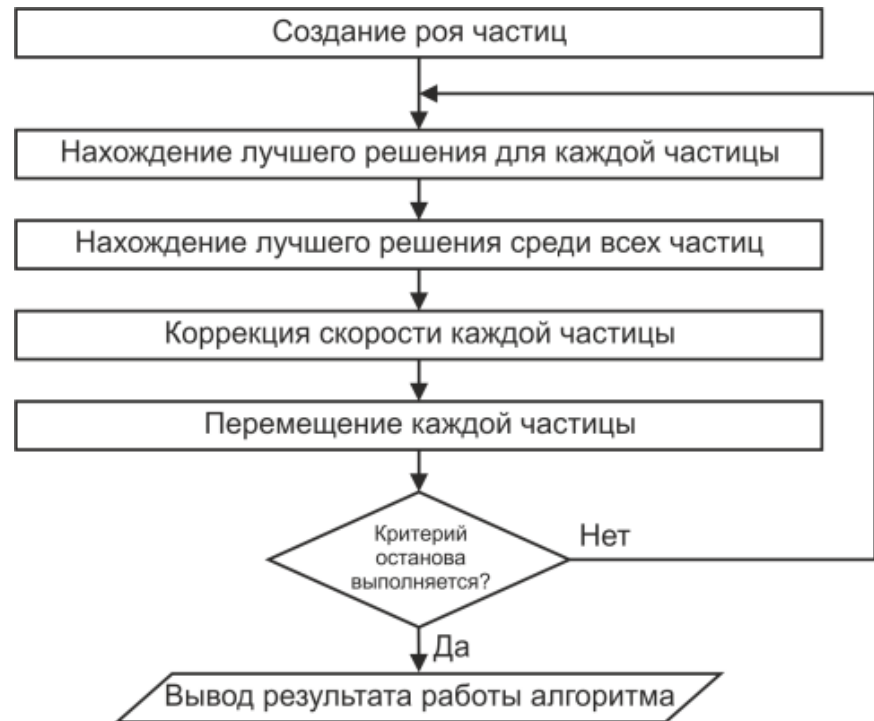 Создание роя частиц
Нахождение лучшего решения для каждой частицы
Нахождение лучшего решения среди всех частиц
Коррекция скорости каждой частицы
Перемещение каждой частицы
Критерий
останова
выполняется?
Нет
Да
Вывод результата работы алгоритма